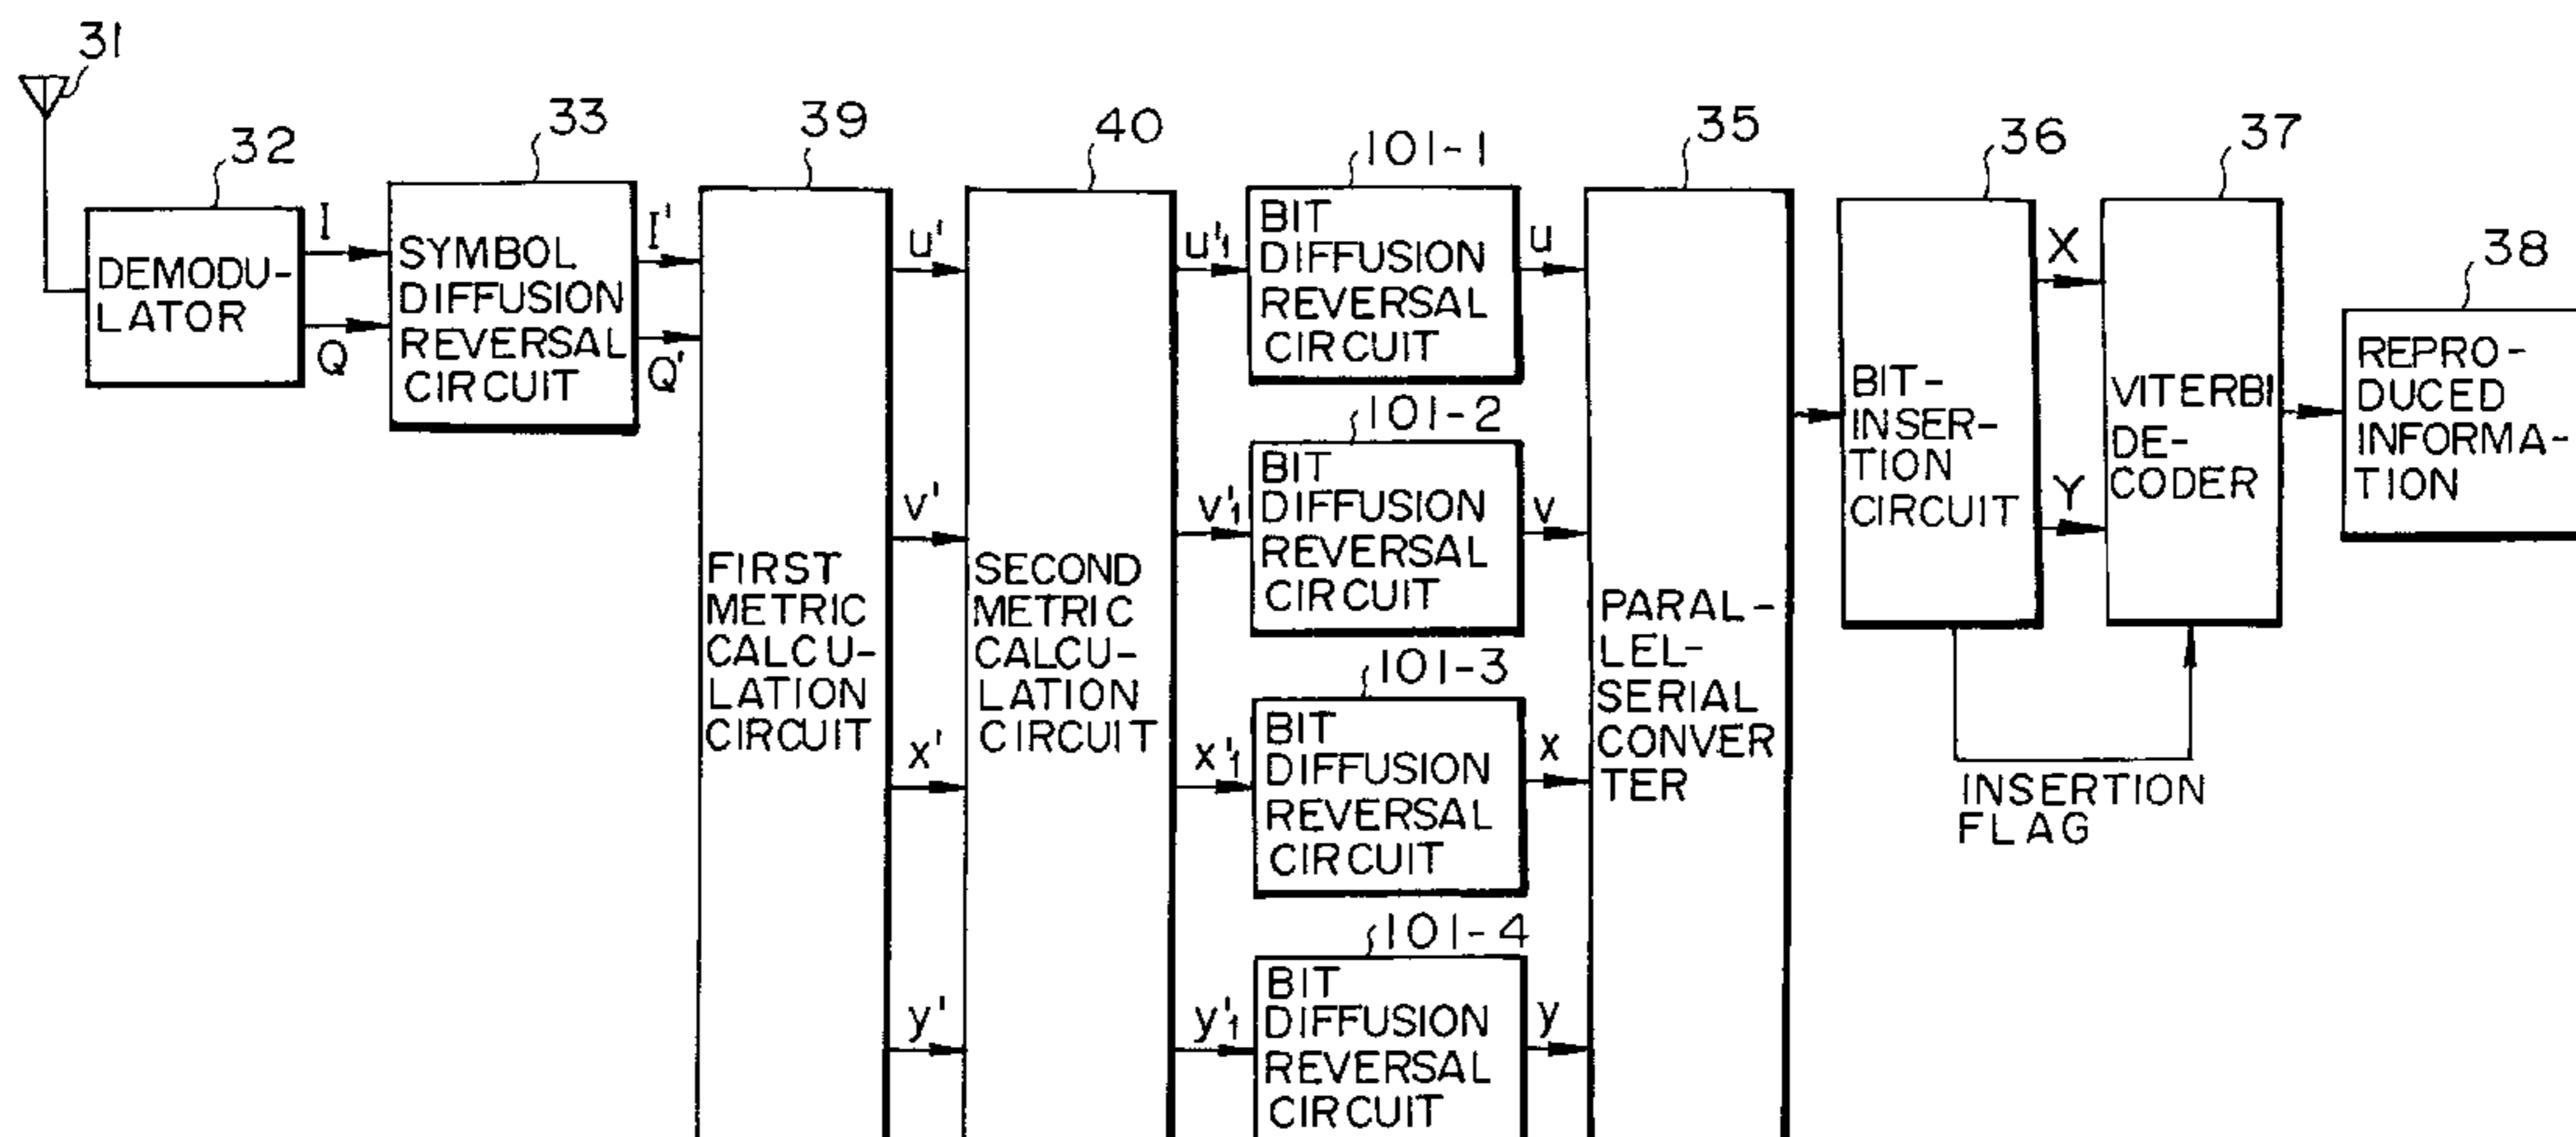 31
32
33
39
40
101-1
35
36
37
38
DEMODU-
LATOR
I
Q
SYMBOL
DIFFUSION
REVERSAL
CIRCUIT
I'
Q'
FIRST
METRIC
CALCU-
LATION
CIRCUIT
u'
v'
x'
y'
SECOND
METRIC
CALCU-
LATION
CIRCUIT
u'1
v'1
x'1
y'1
BIT
DIFFUSION
REVERSAL
CIRCUIT
u
101-2
BIT
DIFFUSION
REVERSAL
CIRCUIT
v
101-3
BIT
DIFFUSION
REVERSAL
CIRCUIT
x
101-4
BIT
DIFFUSION
REVERSAL
CIRCUIT
y
PARAL-
LEL-
SERIAL
CONVER
TER
BIT-
INSER-
TION
CIRCUIT
X
Y
VITERBI
DE-
CODER
INSERTION
FLAG
REPRO-
DUCED
INFORMA-
TION